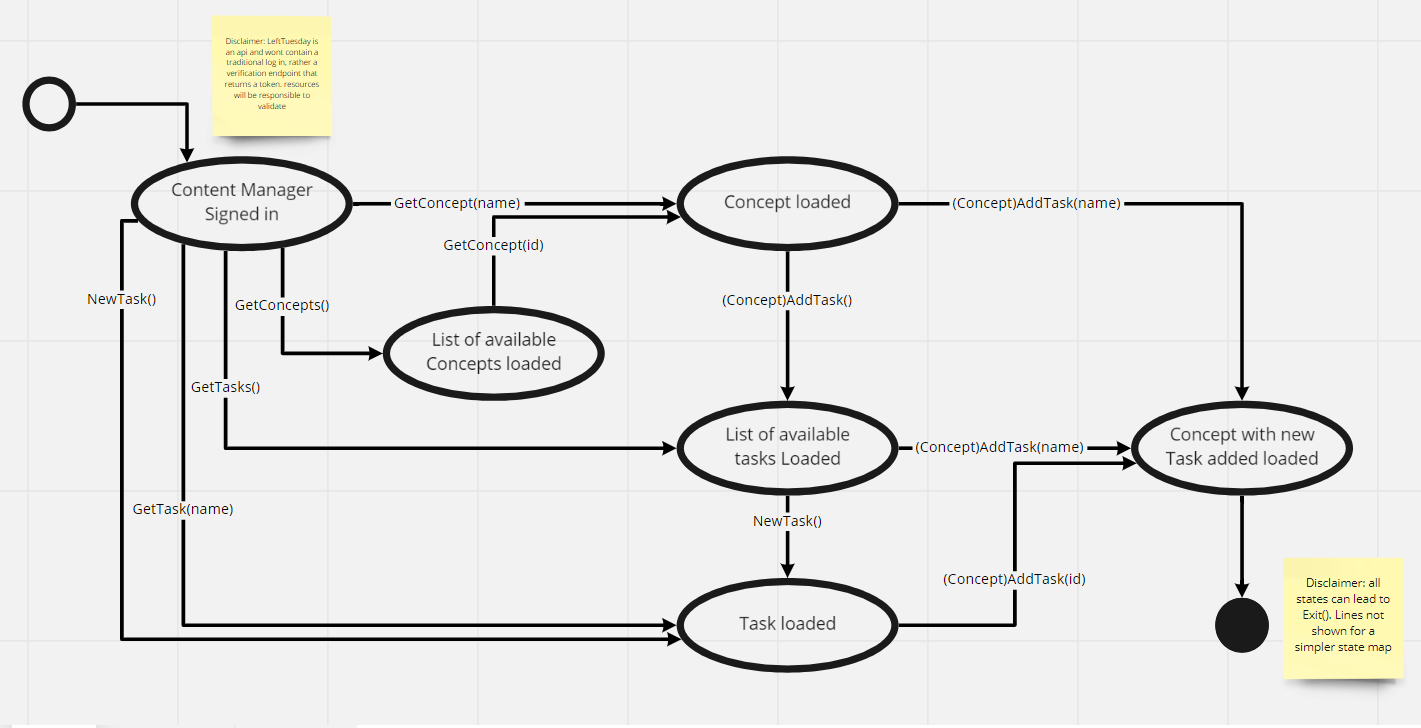 Disclaimer: LeftTuesday is
an api and wont contain a
traditional log in, rather a
verification endpoint that
returns a token, resources
will be responsible to
validate
Content Manager
Signed in
GetConcept(name)
Concept loaded
(Concept)AddTask(name)
GetConcept(id)
NewTask()
GetConcepts()
(Concept)AddTask()
List of available
Concepts loaded
GetTasks()
List of available
tasks Loaded
(Concept)AddTask(name)
Concept with new
Task added loaded
GetTask(name)
NewTask()
(Concept)AddTask(id)
Task loaded
Disclaimer: all
states can lead to
Exit(). Lines not
shown for a
simpler state map